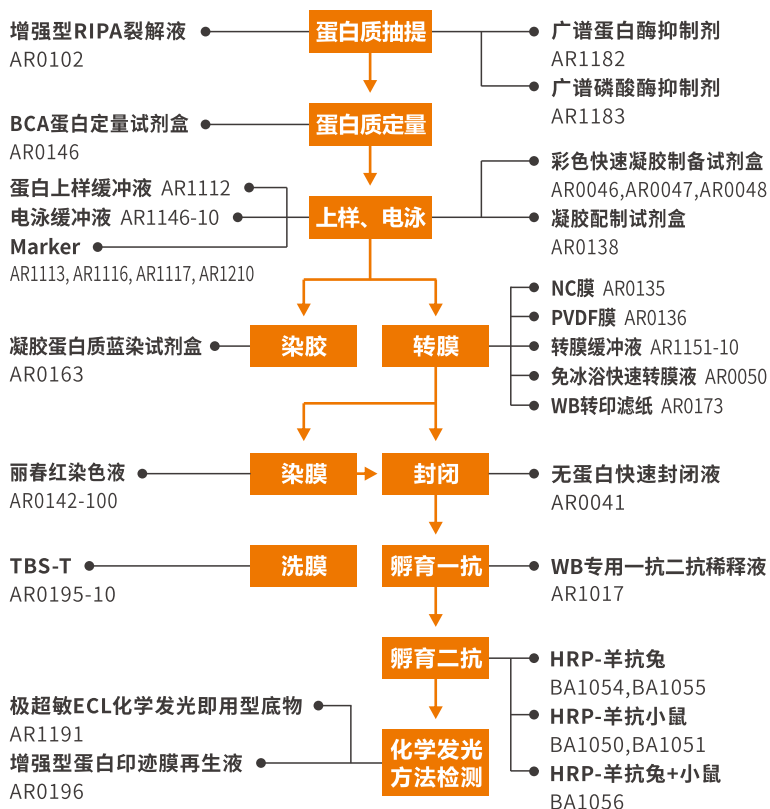 增强型RIPA裂解液
AR0102
蛋白质抽提
广谱蛋白酶抑制剂
AR1182
广谱磷酸酶抑制剂
AR1183
BCA蛋白定量试剂盒
AR0146
蛋白质定量
蛋白上样缓冲液 AR1112
电泳缓冲液 AR1146-10
Marker
AR1113, AR1116, AR1117, AR1210
上样、电泳
彩色快速凝胶制备试剂盒
AR0046,AR0047,AR0048
凝胶配制试剂盒
AR0138
凝胶蛋白质蓝染试剂盒
AR0163
染胶
转膜
NC膜 AR0135
PVDF膜 AR0136
转膜缓冲液 AR1151-10
免冰浴快速转膜液 AR0050
WB转印滤纸 AR0173
丽春红染色液
AR0142-100
染膜
封闭
无蛋白快速封闭液
AR0041
TBS-T
AR0195-10
洗膜
孵育一抗
WB专用一抗二抗稀释液
AR1017
孵育二抗
HRP-羊抗兔
BA1054,BA1055
HRP-羊抗小鼠
BA1050,BA1051
HRP-羊抗兔+小鼠
BA1056
极超敏ECL化学发光即用型底物
AR1191
增强型蛋白印迹膜再生液
AR0196
化学发光
方法检测